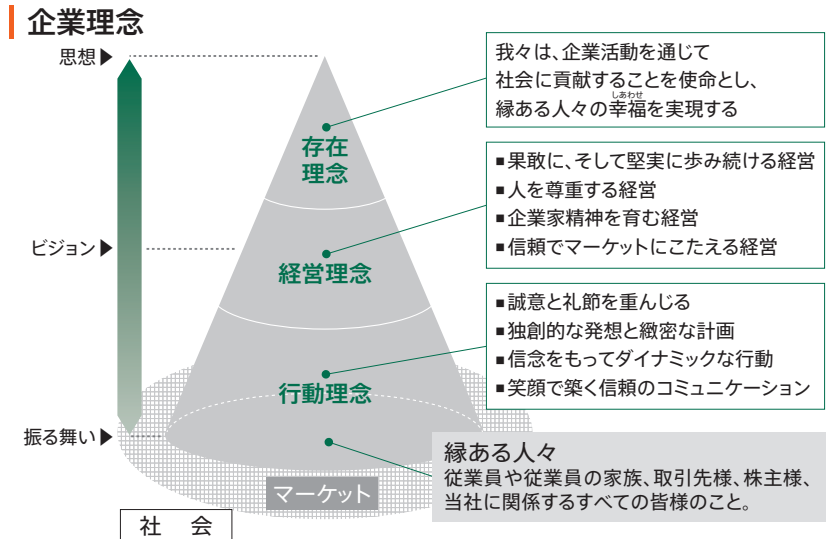 企業理念
思想▶
ビジョン▶
振る舞い▶
存在
理念
経営理念
行動理念
マーケット
社 会
我々は、企業活動を通じて
社会に貢献することを使命とし、
しあわせ
縁ある人々の幸福を実現する
■果敢に、そして堅実に歩み続ける経営
■人を尊重する経営
■企業家精神を育む経営
■信頼でマーケットにこたえる経営
■誠意と礼節を重んじる
■独創的な発想と緻密な計画
■信念をもってダイナミックな行動
■笑顔で築く信頼のコミュニケーション
縁ある人々
従業員や従業員の家族、取引先様、株主様、
当社に関係するすべての皆様のこと。